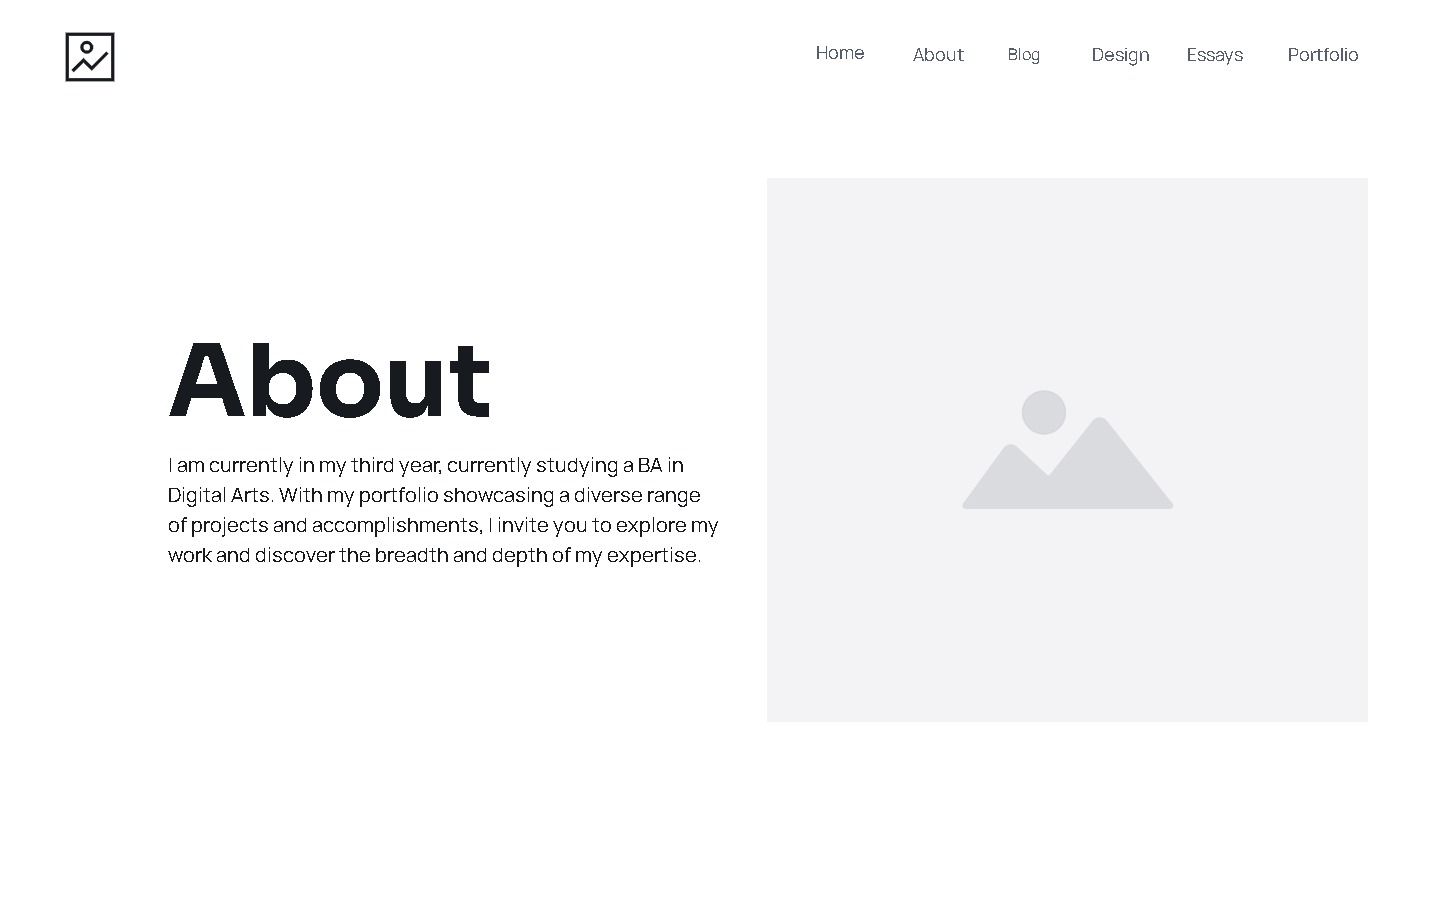 Home About Blog Design Essays Portfolio
About
I am currently in my third year, currently studying a BA in
Digital Arts. With my portfolio showcasing a diverse range
of projects and accomplishments, I invite you to explore my
work and discover the breadth and depth of my expertise.